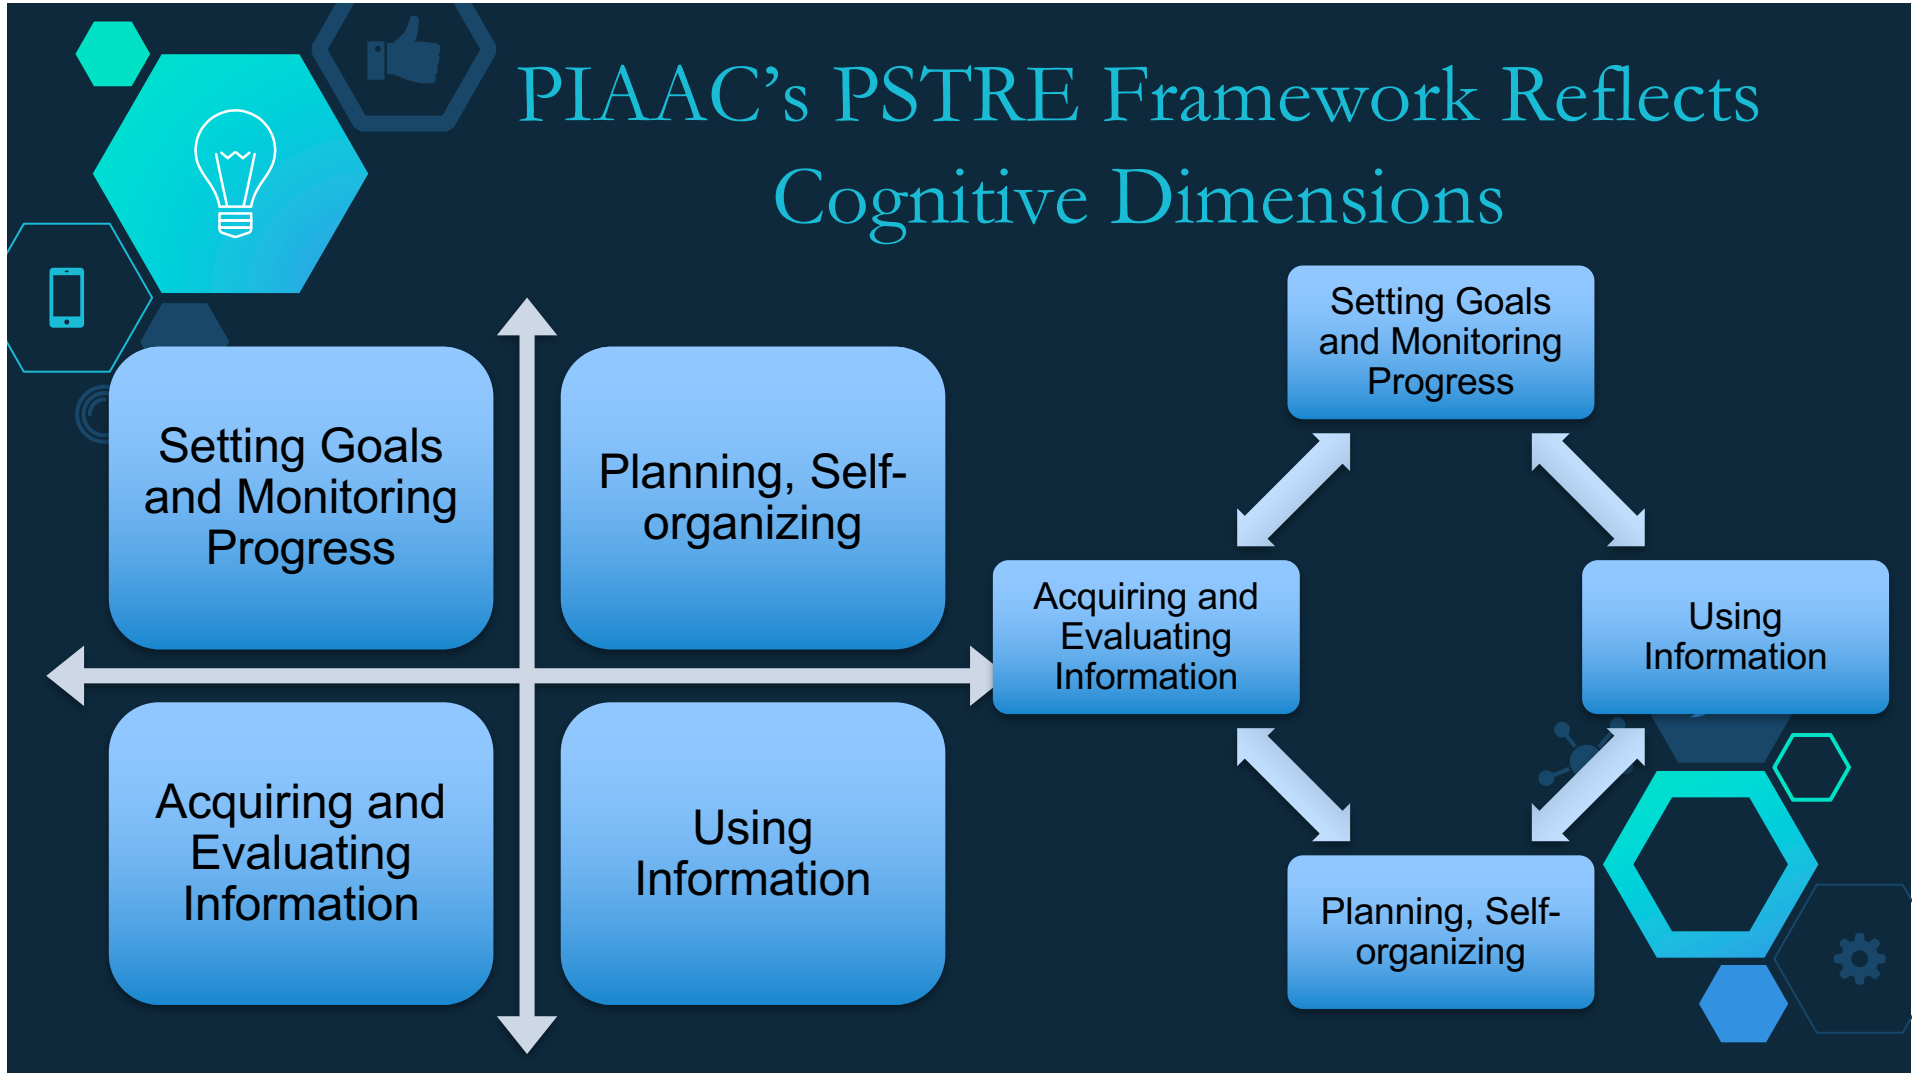 PIAAC’s PSTRE Framework Reflects
Cognitive Dimensions
Setting Goals
and Monitoring
Progress
Planning, Self-
organizing
Acquiring and
Evaluating
Information
Using
Information
Setting Goals
and Monitoring
Progress
Acquiring and
Evaluating
Information
Using
Information
Planning, Self-
organizing